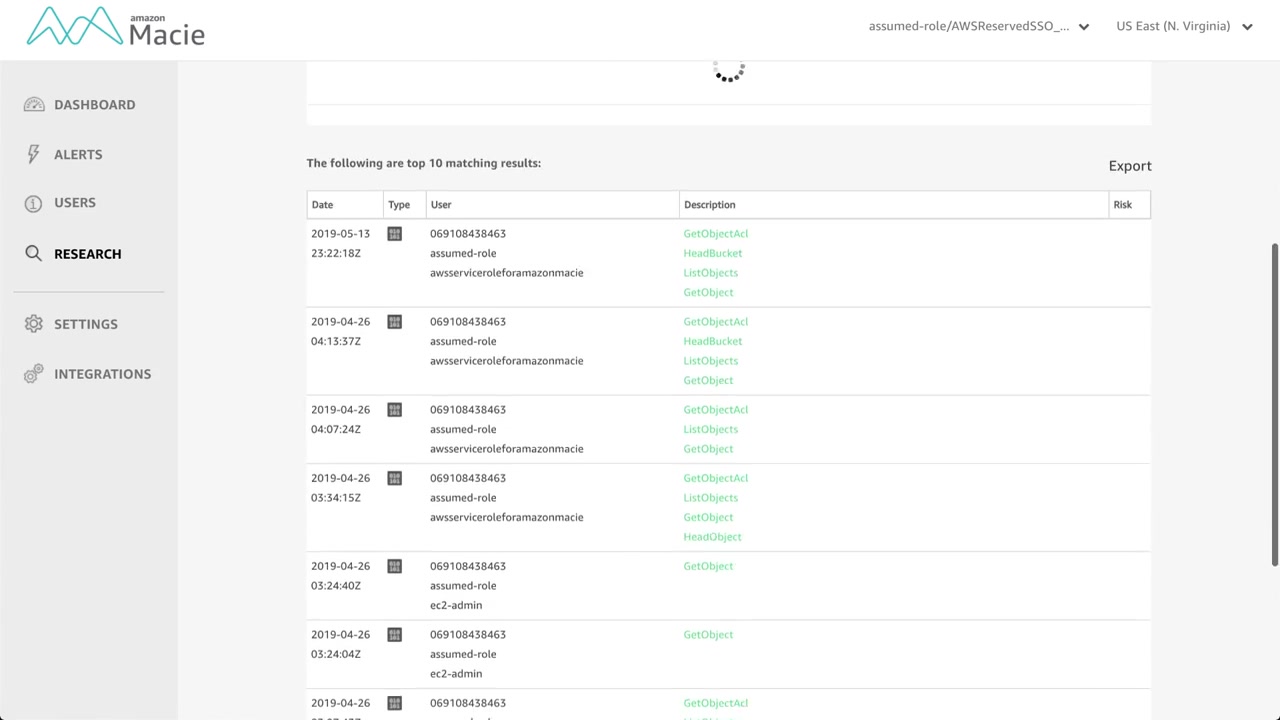 amazon
Macie
assumed-role/AWSReservedSSO_...
US East (N. Virginia)
DASHBOARD
ALERTS
USERS
RESEARCH
SETTINGS
INTEGRATIONS
The following are top 10 matching results:
Export
Date Type User Description Risk
2019-05-13 069108438463 GetObjectAcl
23:22:18Z assumed-role HeadBucket
awsserviceroleforamazonmacie ListObjects
GetObject
2019-04-26 069108438463 GetObjectAcl
04:13:37Z assumed-role HeadBucket
awsserviceroleforamazonmacie ListObjects
GetObject
2019-04-26 069108438463 GetObjectAcl
04:07:24Z assumed-role ListObjects
awsserviceroleforamazonmacie GetObject
2019-04-26 069108438463 GetObjectAcl
03:34:15Z assumed-role ListObjects
awsserviceroleforamazonmacie GetObject
HeadObject
2019-04-26 069108438463 GetObject
03:24:40Z assumed-role
ec2-admin
2019-04-26 069108438463 GetObject
03:24:04Z assumed-role
ec2-admin
2019-04-26 069108438463 GetObjectAcl